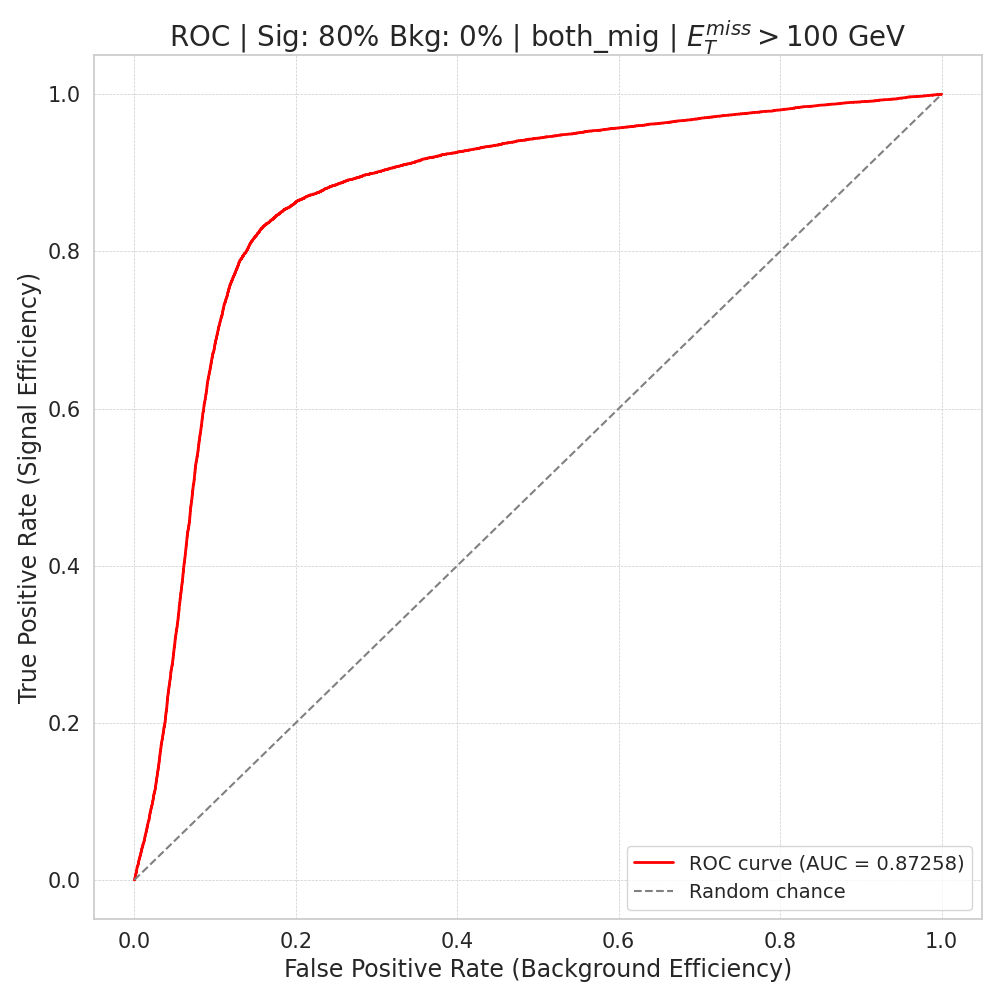 ROC | Sig: 80% Bkg: 0% | both_mig | $E_T^{miss} > 100$ GeV
True Positive Rate (Signal Efficiency)
1.0
0.8
0.6
0.4
0.2
0.0
0.0 0.2 0.4 0.6 0.8 1.0
False Positive Rate (Background Efficiency)
ROC curve (AUC = 0.87258)
Random chance